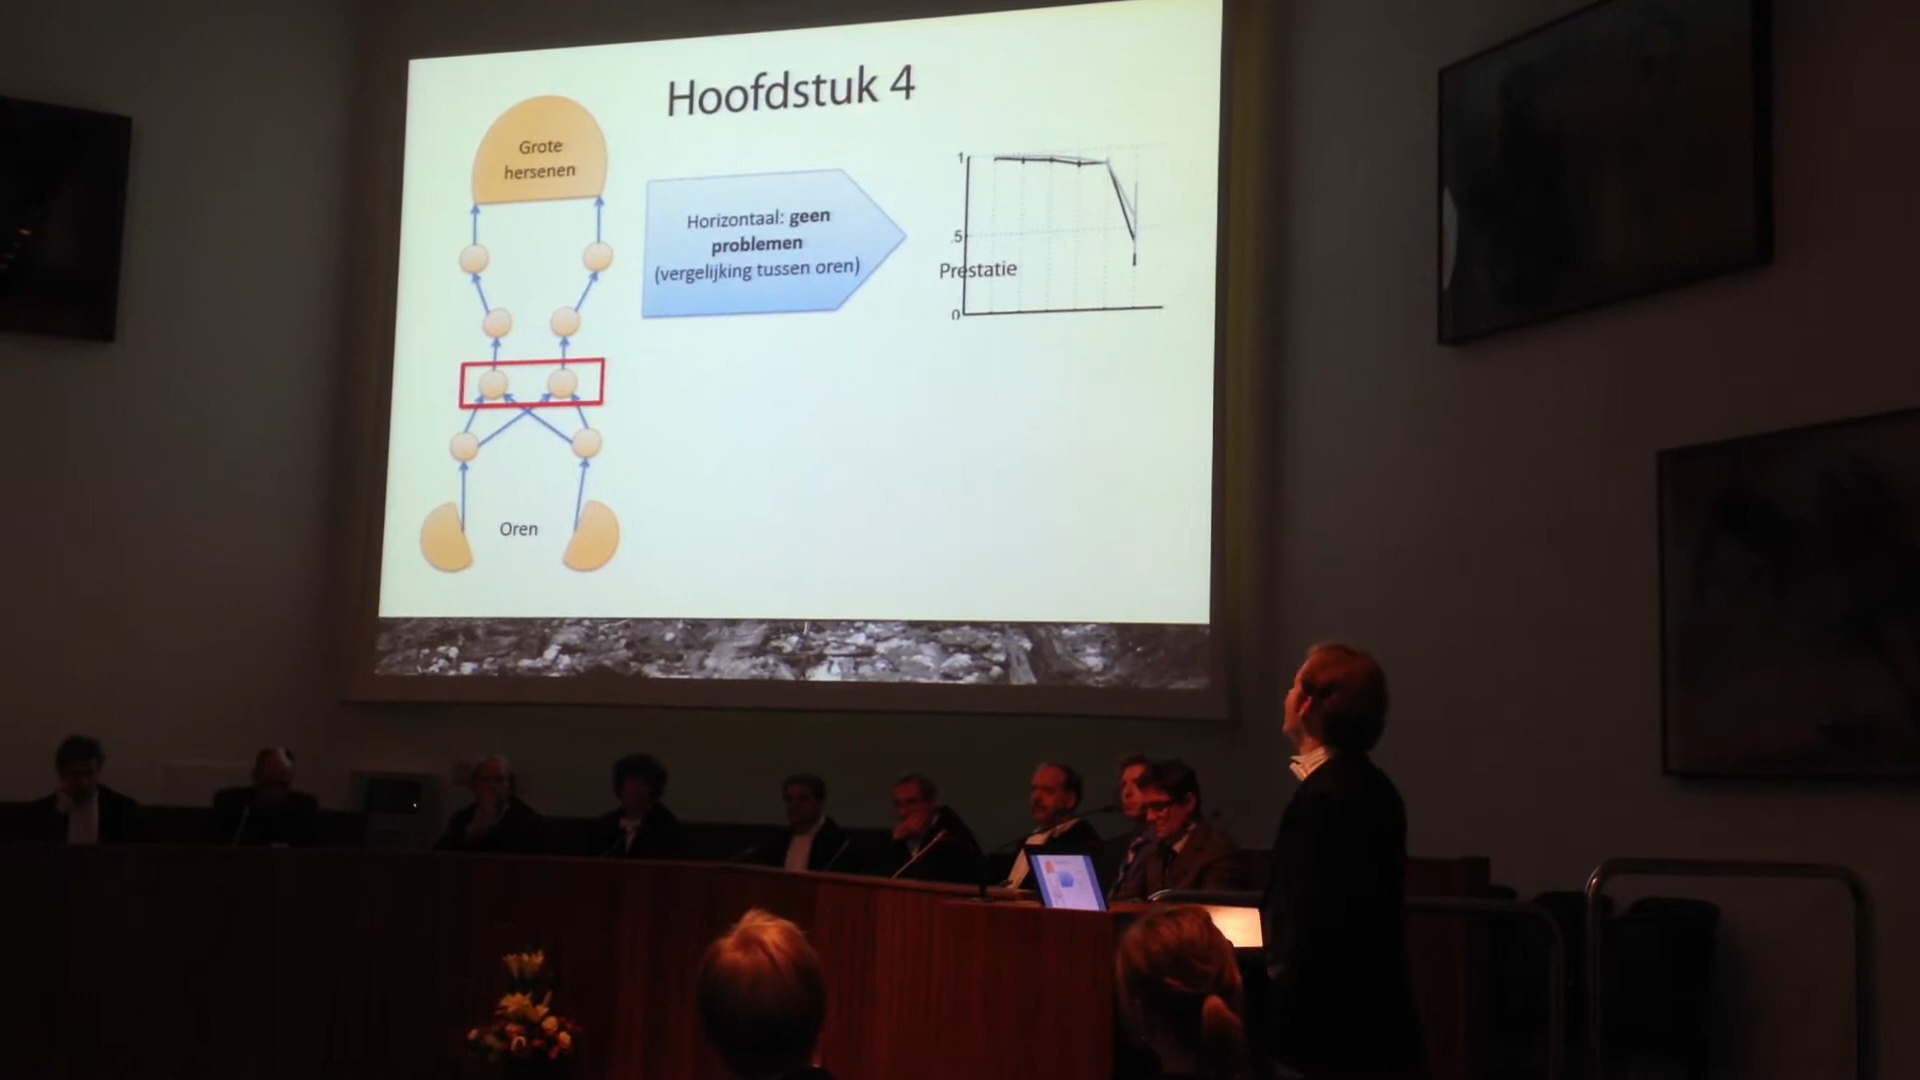 Hoofdstuk 4
Grote
hersenen
Horizontaal: geen
problemen
(vergelijking tussen oren)
1
.5
Prestatie
0
Oren